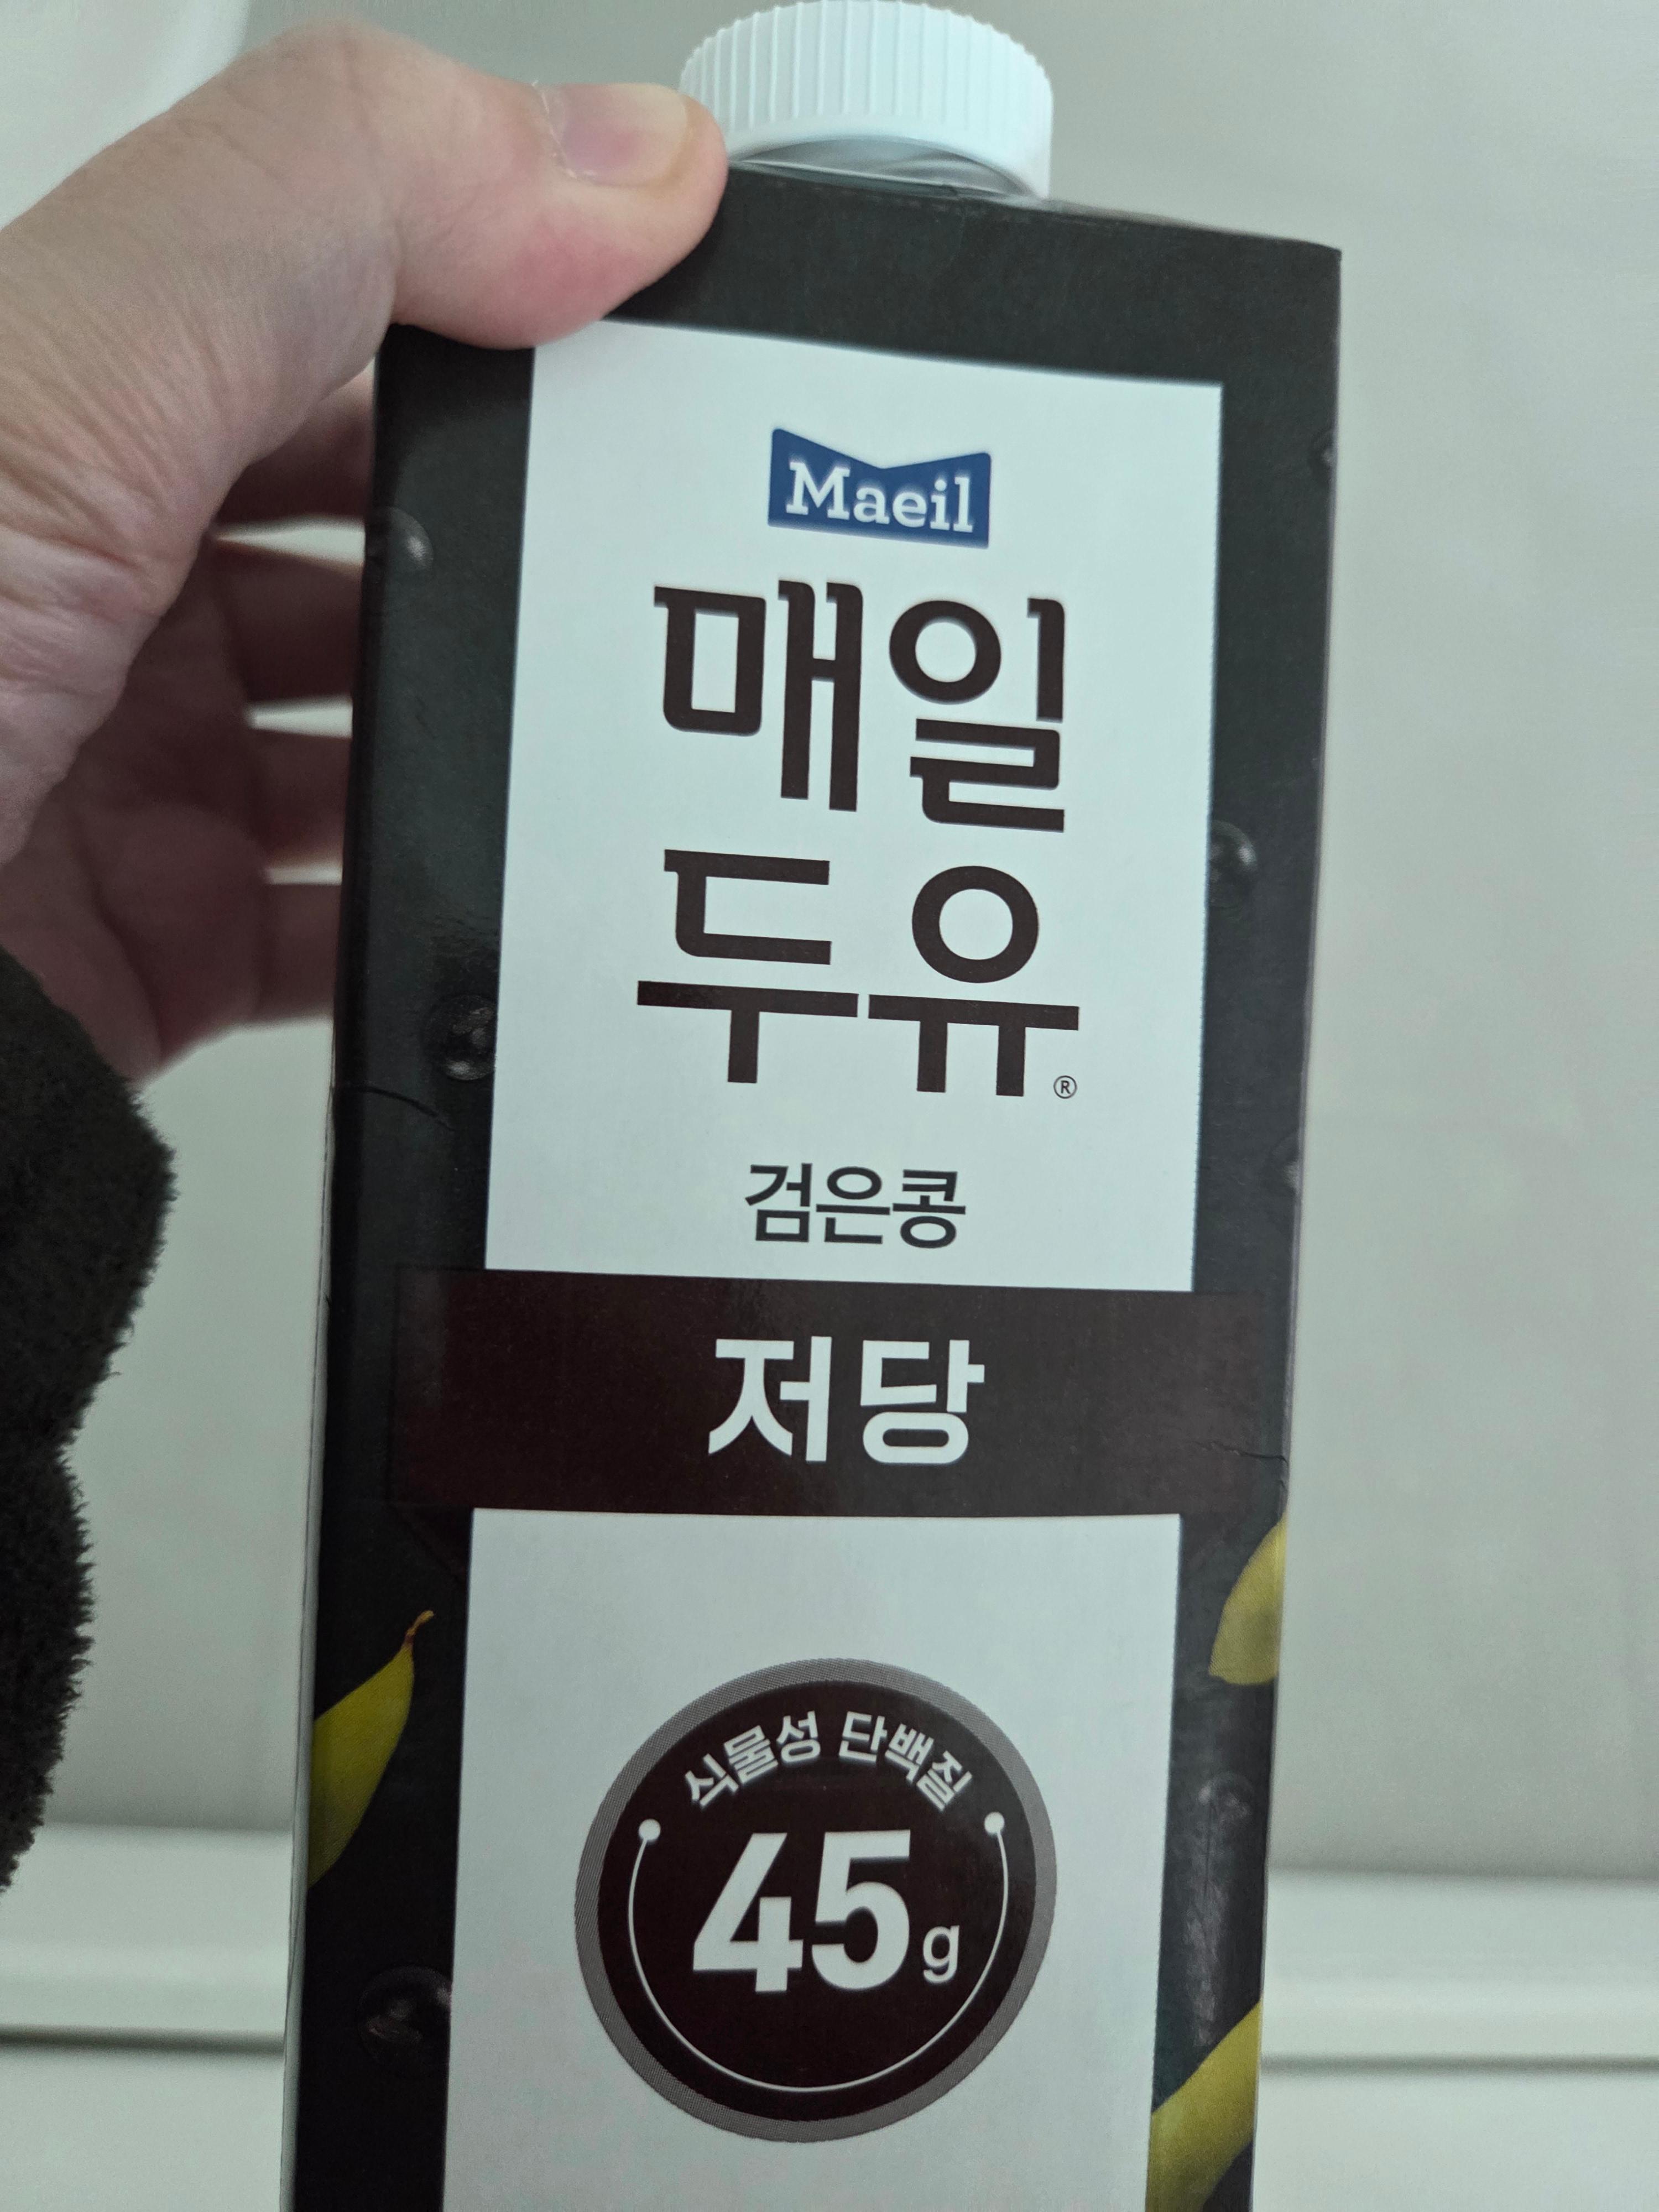 Maeil
매일
두유®
검은콩
저당
식물성 단백질
45g